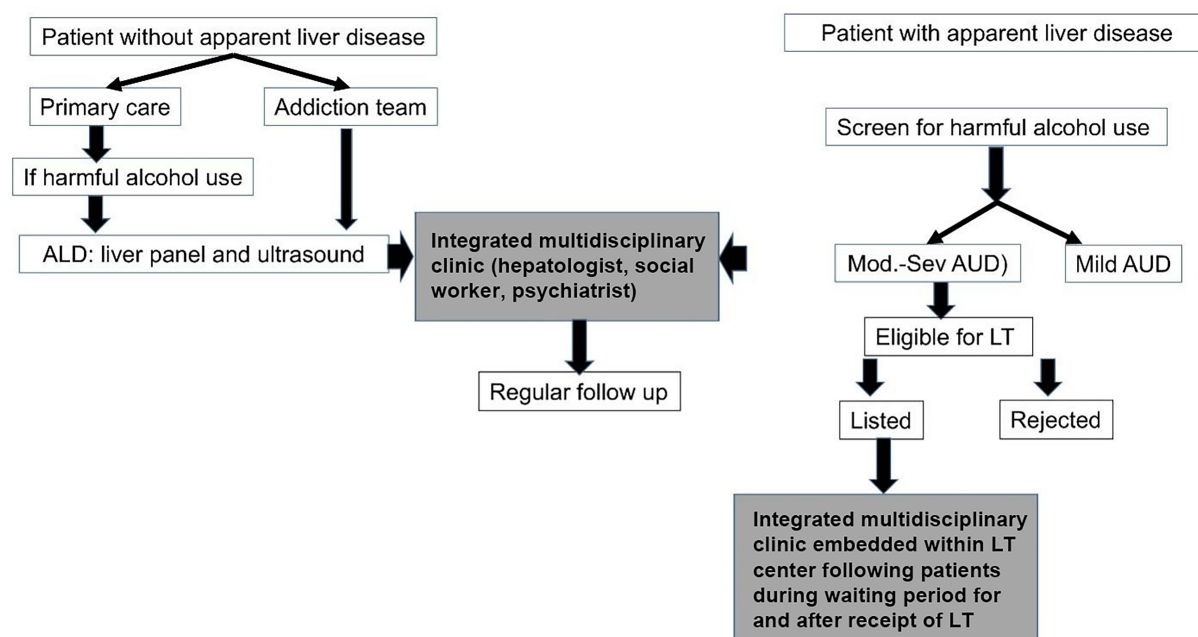 Patient without apparent liver disease
Primary care
Addiction team
If harmful alcohol use
ALD: liver panel and ultrasound
Integrated multidisciplinary
clinic (hepatologist, social
worker, psychiatrist)
Regular follow up
Patient with apparent liver disease
Screen for harmful alcohol use
Mod.-Sev AUD)
Mild AUD
Eligible for LT
Listed
Rejected
Integrated multidisciplinary
clinic embedded within LT
center following patients
during waiting period for
and after receipt of LT